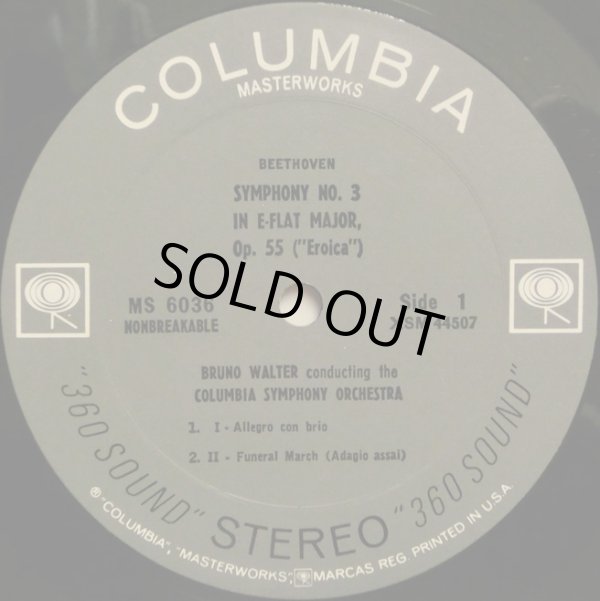 COLUMBIA
MASTERWORKS
BEETHOVEN
SYMPHONY NO. 3
IN E-FLAT MAJOR,
Op. 55 ("Eroica")
SOLD OUT
MS 6036
NONBREAKABLE
Side 1
XSM 44507
BRUNO WALTER conducting the
COLUMBIA SYMPHONY ORCHESTRA
1. I - Allegro con brio
2. II - Funeral March (Adagio assai)
"360 SOUND" STEREO "360 SOUND"
® "COLUMBIA", "MASTERWORKS", MARCAS REG. PRINTED IN U.S.A.